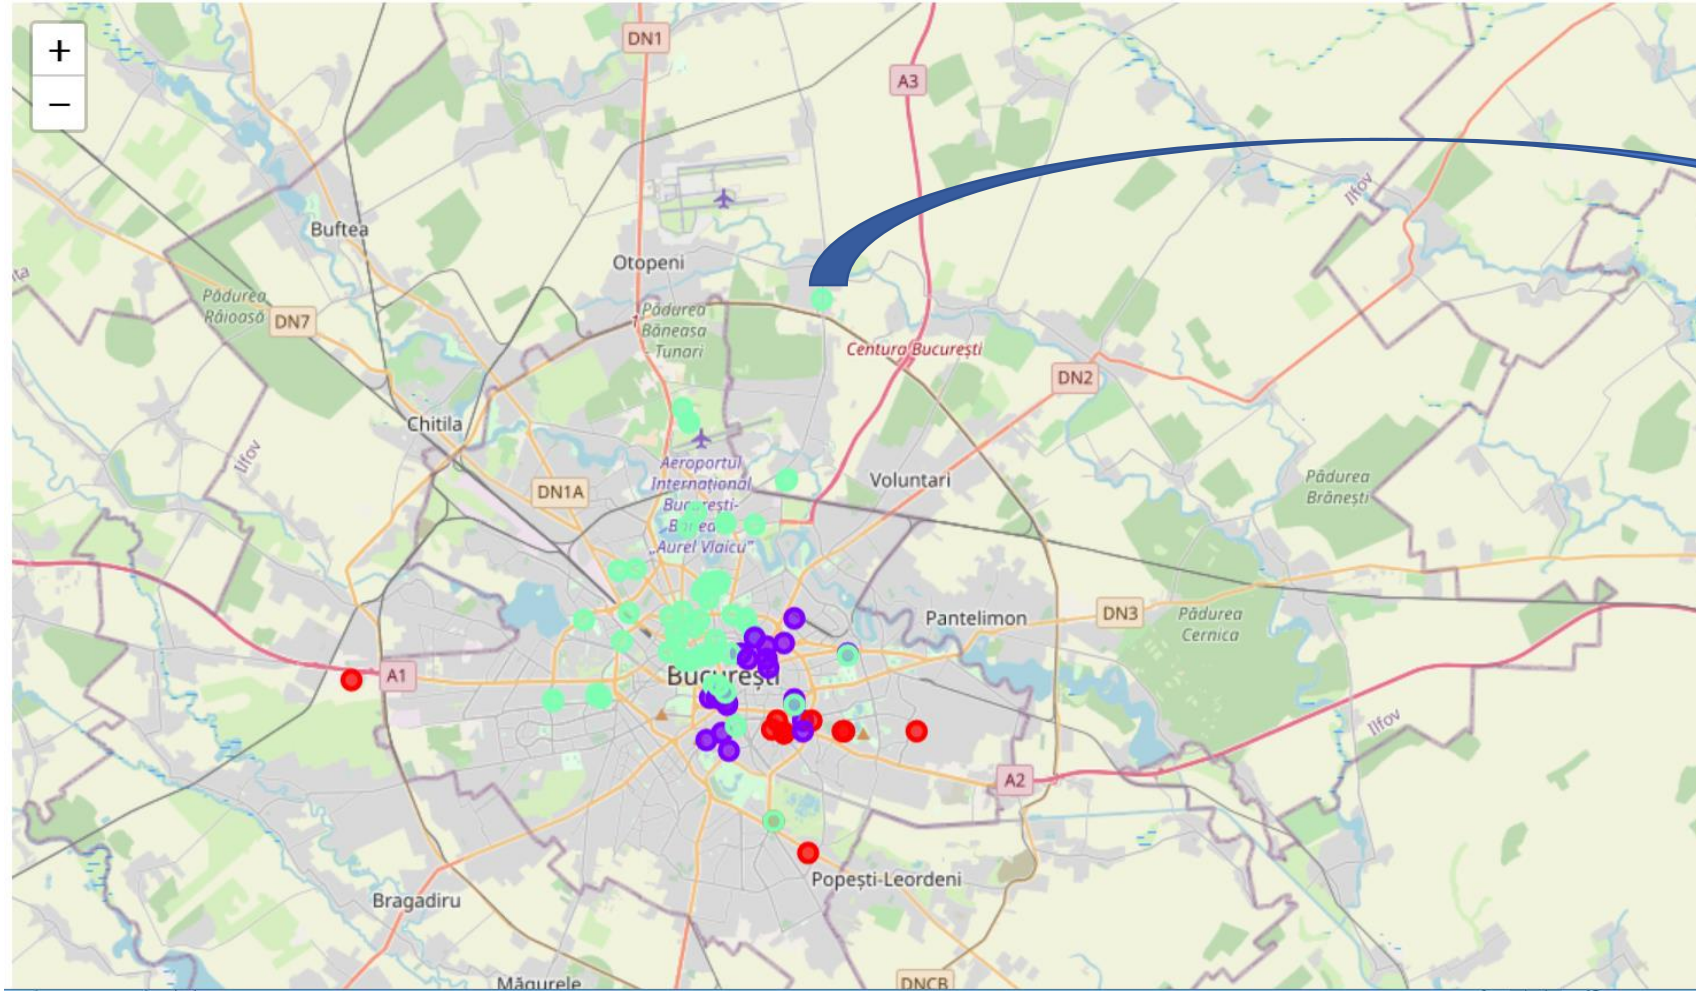 +
DN1
A3
−
Ilfov
Buftea
Otopeni
Pădurea
Râioasă
DN7
Pădurea
Băneasa
- Tunari
Centura București
DN2
Chitila
Ilfov
Aeroportul
Internațional
București-
„Aurel Vlaicu”
DN1A
Voluntari
Pădurea
Brănești
Pantelimon
DN3
Pădurea
Cernica
A1
București
Ilfov
A2
Popești-Leordeni
Bragadiru
Măgurele
DNCB